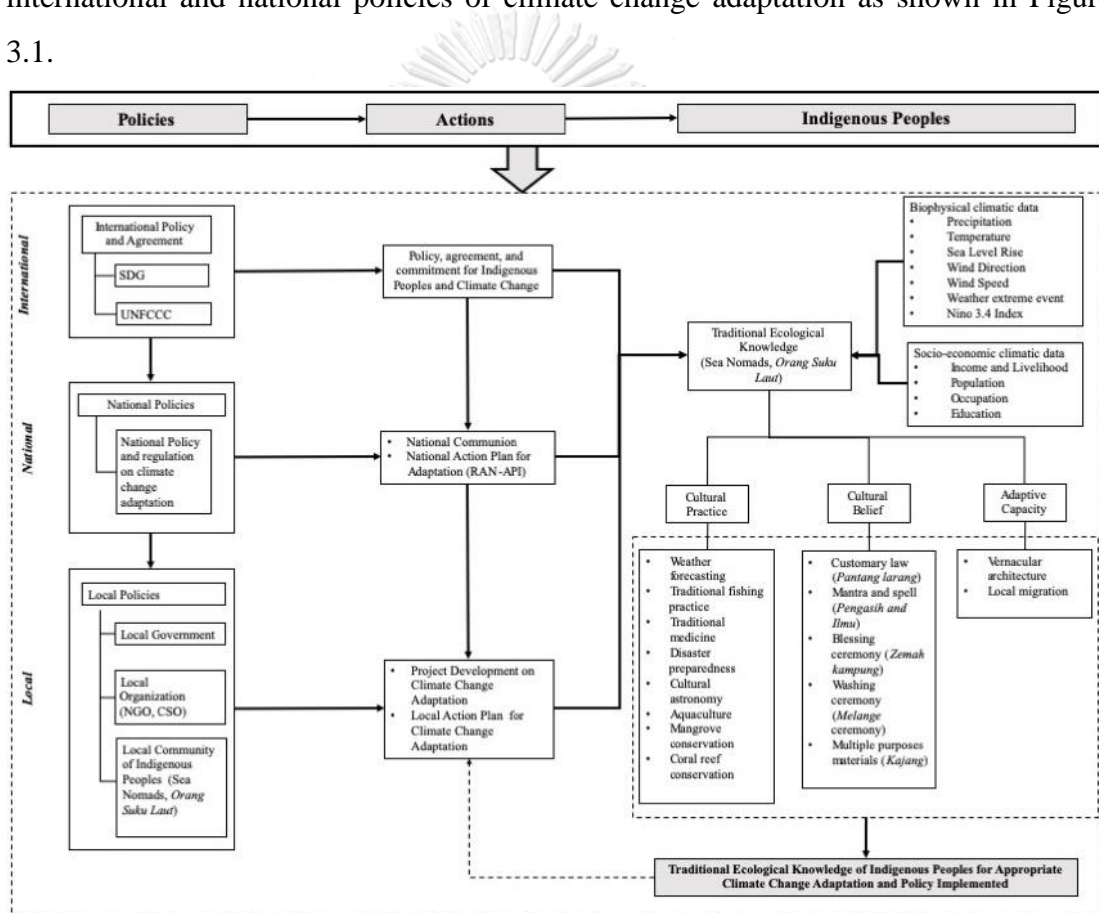 international and national policies of climate change adaptation as shown in Figure
3.1.
Policies
Actions
Indigenous Peoples
International
International Policy
and Agreement
SDG
UNFCCC
Policy, agreement, and
commitment for Indigenous
Peoples and Climate Change
Biophysical climatic data
• Precipitation
• Temperature
• Sea Level Rise
• Wind Direction
• Wind Speed
• Weather extreme event
• Nino 3.4 Index
Traditional Ecological
Knowledge
(Sea Nomads, Orang Suku
Laut)
Socio-economic climatic data
• Income and Livelihood
• Population
• Occupation
• Education
National
National Policies
National Policy
and regulation
on climate
change
adaptation
• National Communion
• National Action Plan for
Adaptation (RAN-API)
Cultural
Practice
Cultural
Belief
Adaptive
Capacity
• Weather
forecasting
• Traditional fishing
practice
• Traditional
medicine
• Disaster
preparedness
• Cultural
astronomy
• Aquaculture
• Mangrove
conservation
• Coral reef
conservation
• Customary law
(Pantang larang)
• Mantra and spell
(Pengasih and
Ilmu)
• Blessing
ceremony (Zemah
kampung)
• Washing
ceremony
(Melange
ceremony)
• Multiple purposes
materials (Kajang)
• Vernacular
architecture
• Local migration
Local
Local Policies
Local Government
Local
Organization
(NGO, CSO)
Local Community
of Indigenous
Peoples (Sea
Nomads, Orang
Suku Laut)
• Project Development on
Climate Change
Adaptation
• Local Action Plan for
Climate Change
Adaptation
Traditional Ecological Knowledge of Indigenous Peoples for Appropriate
Climate Change Adaptation and Policy Implemented